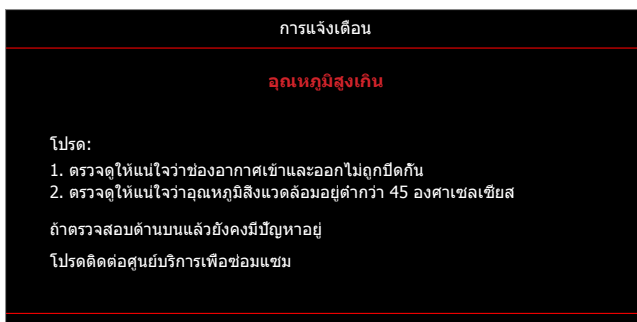 การแจ้งเตือน
อุณหภูมิสูงเกิน
โปรด:
1. ตรวจดูให้แน่ใจว่าช่องอากาศเข้าและออกไม่ถูกปิดกั้น
2. ตรวจดูให้แน่ใจว่าอุณหภูมิสิ่งแวดล้อมอยู่ต่ำกว่า 45 องศาเซลเซียส
ถ้าตรวจสอบด้านบนแล้วยังคงมีปัญหาอยู่
โปรดติดต่อศูนย์บริการเพื่อซ่อมแซม